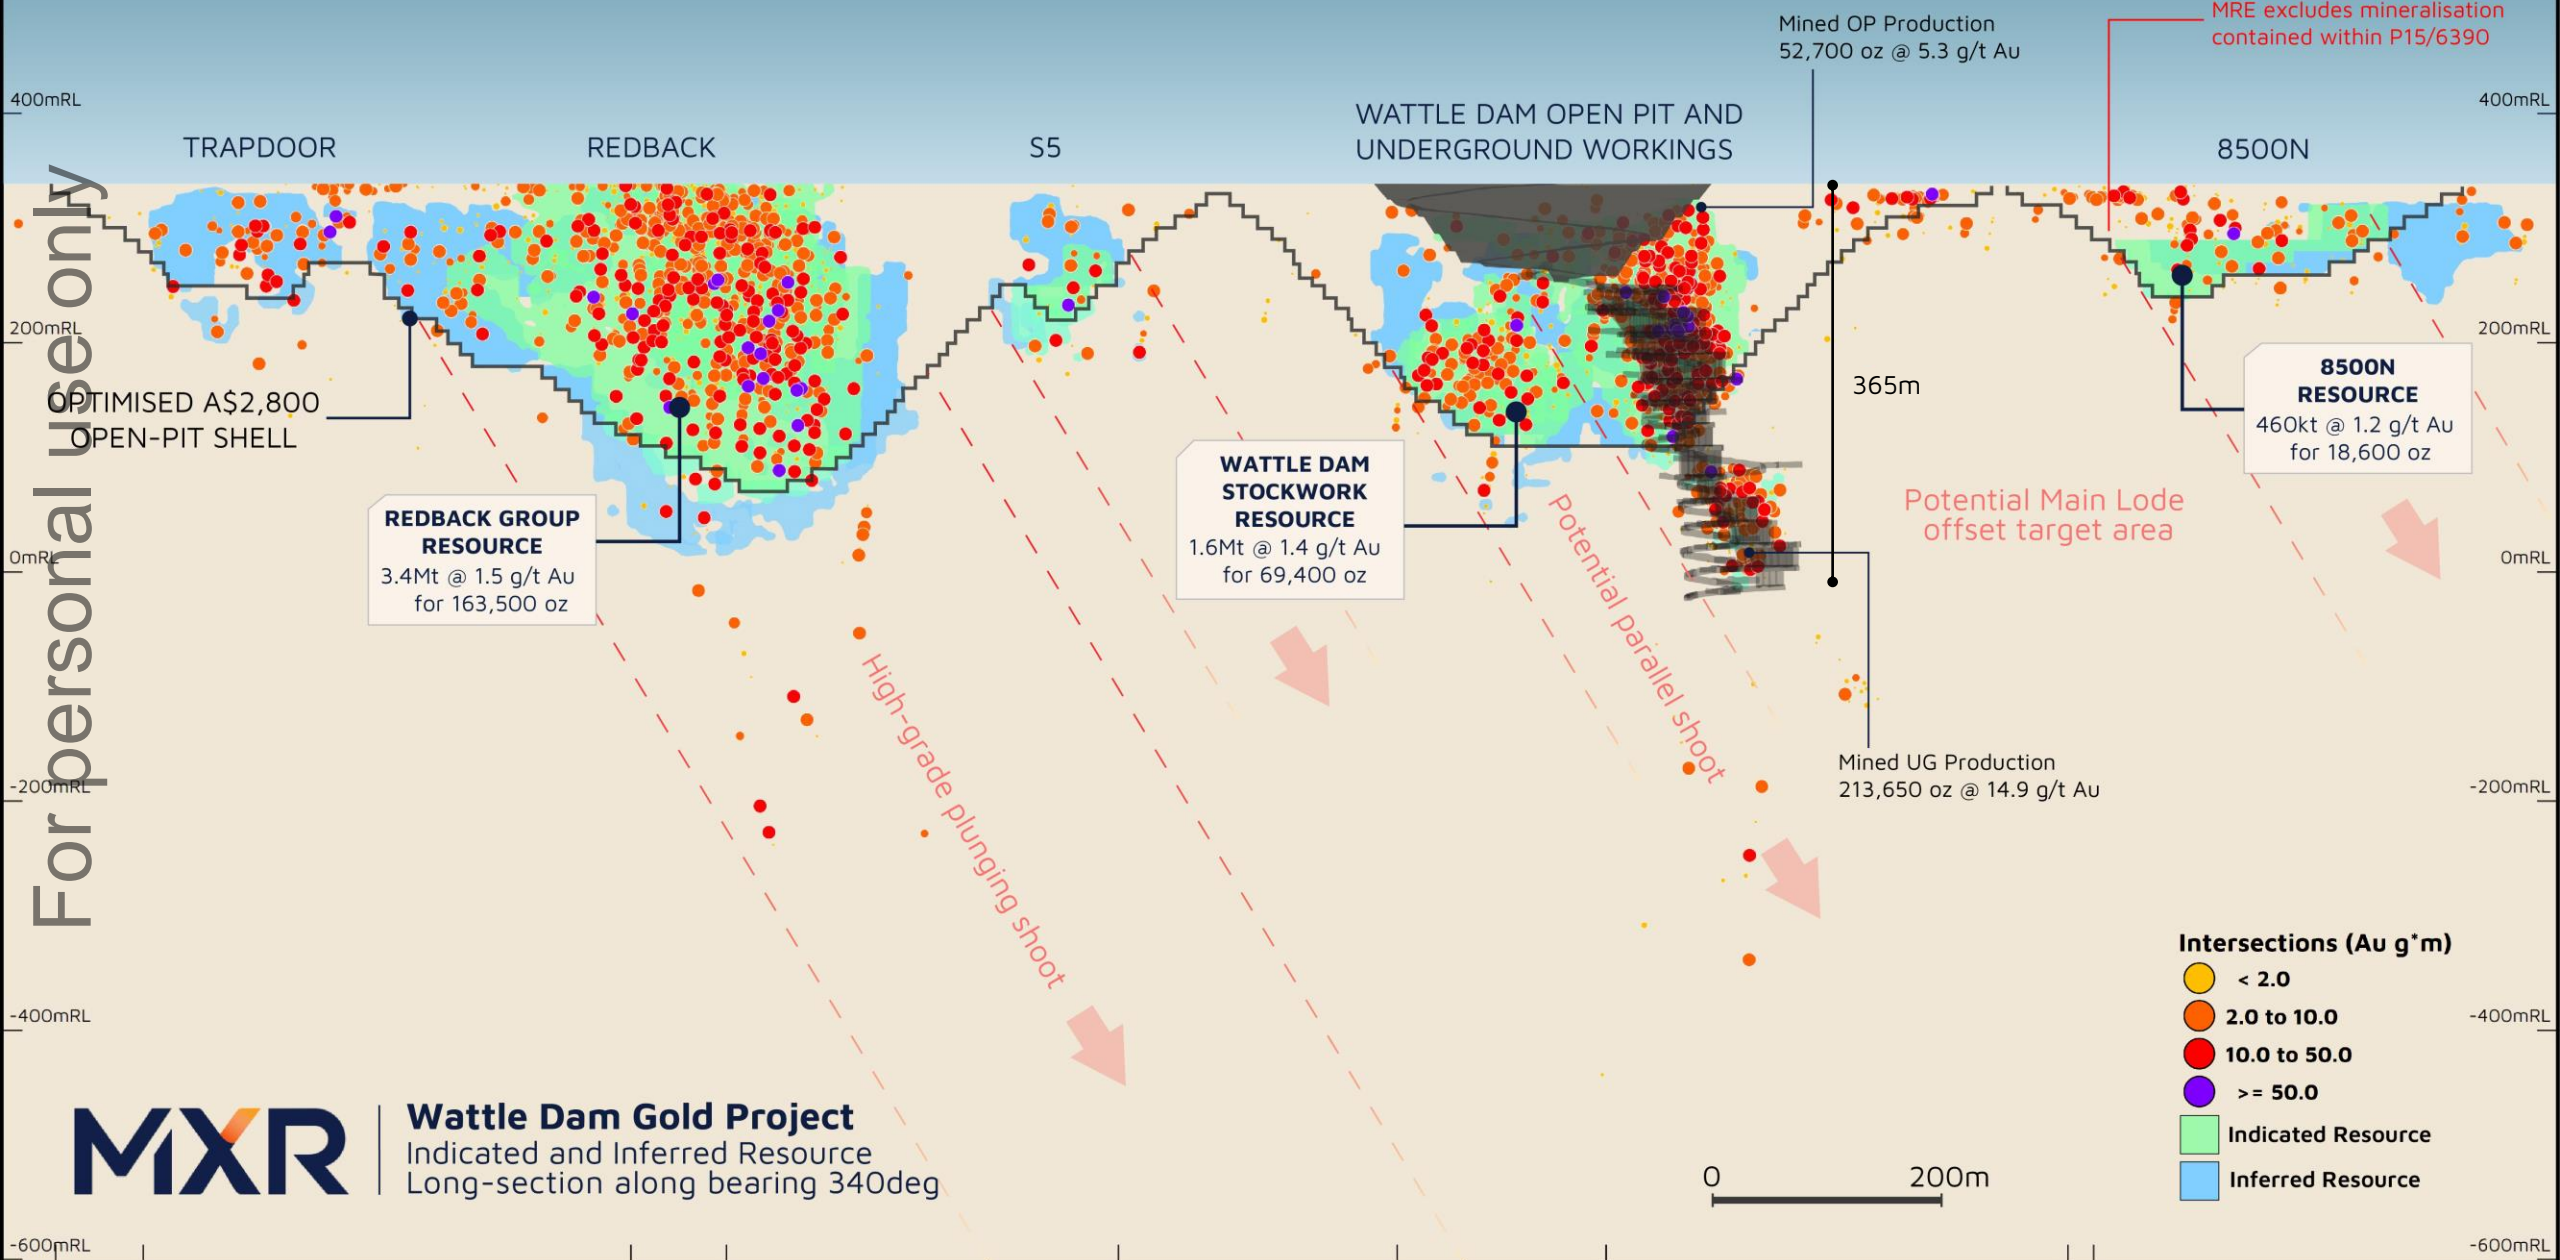 MRE excludes mineralisation
contained within P15/6390
Mined OP Production
52,700 oz @ 5.3 g/t Au
400mRL
400mRL
TRAPDOOR
REDBACK
S5
WATTLE DAM OPEN PIT AND
UNDERGROUND WORKINGS
8500N
For personal use only
200mRL
200mRL
OPTIMISED A$2,800
OPEN-PIT SHELL
365m
8500N
RESOURCE
460kt @ 1.2 g/t Au
for 18,600 oz
WATTLE DAM
STOCKWORK
RESOURCE
1.6Mt @ 1.4 g/t Au
for 69,400 oz
REDBACK GROUP
RESOURCE
3.4Mt @ 1.5 g/t Au
for 163,500 oz
Potential Main Lode
offset target area
Potential parallel shoot
0mRL
0mRL
High-grade plunging shoot
Mined UG Production
213,650 oz @ 14.9 g/t Au
-200mRL
-200mRL
-400mRL
-400mRL
Intersections (Au g*m)
< 2.0
2.0 to 10.0
10.0 to 50.0
>= 50.0
Indicated Resource
Inferred Resource
MXR
Wattle Dam Gold Project
Indicated and Inferred Resource
Long-section along bearing 340deg
0 200m
-600mRL
-600mRL